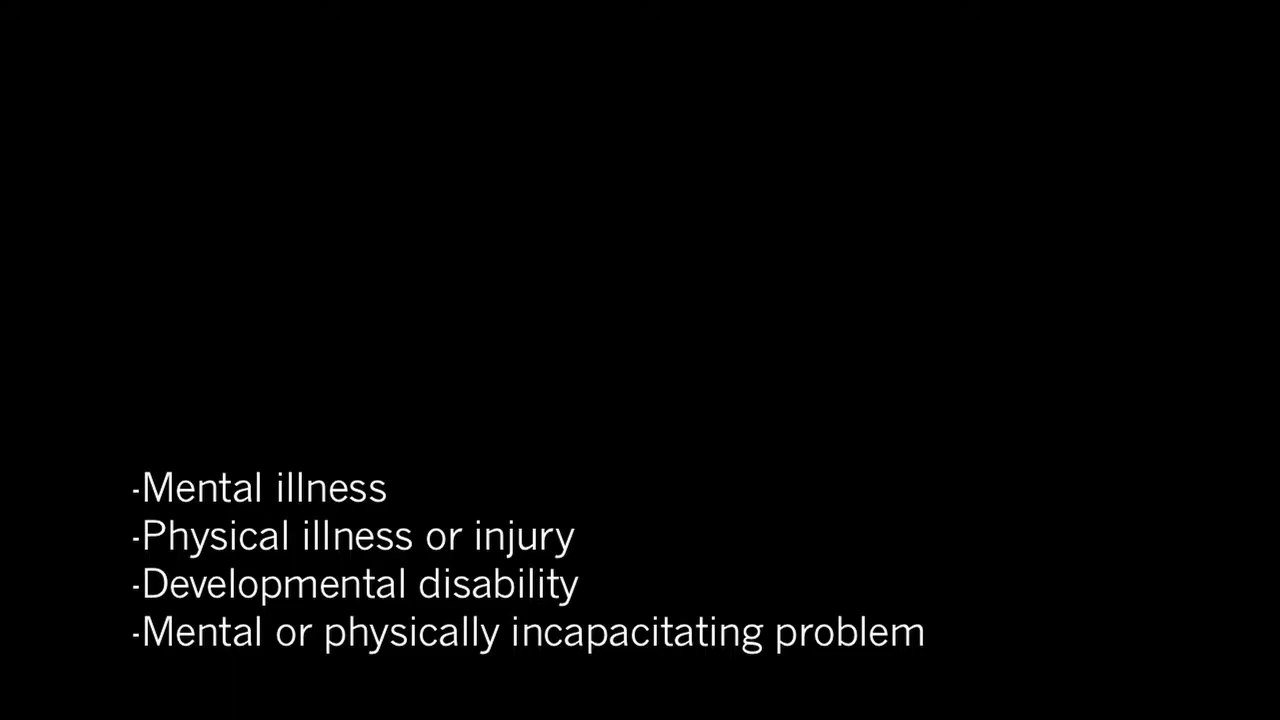 -Mental illness
-Physical illness or injury
-Developmental disability
-Mental or physically incapacitating problem